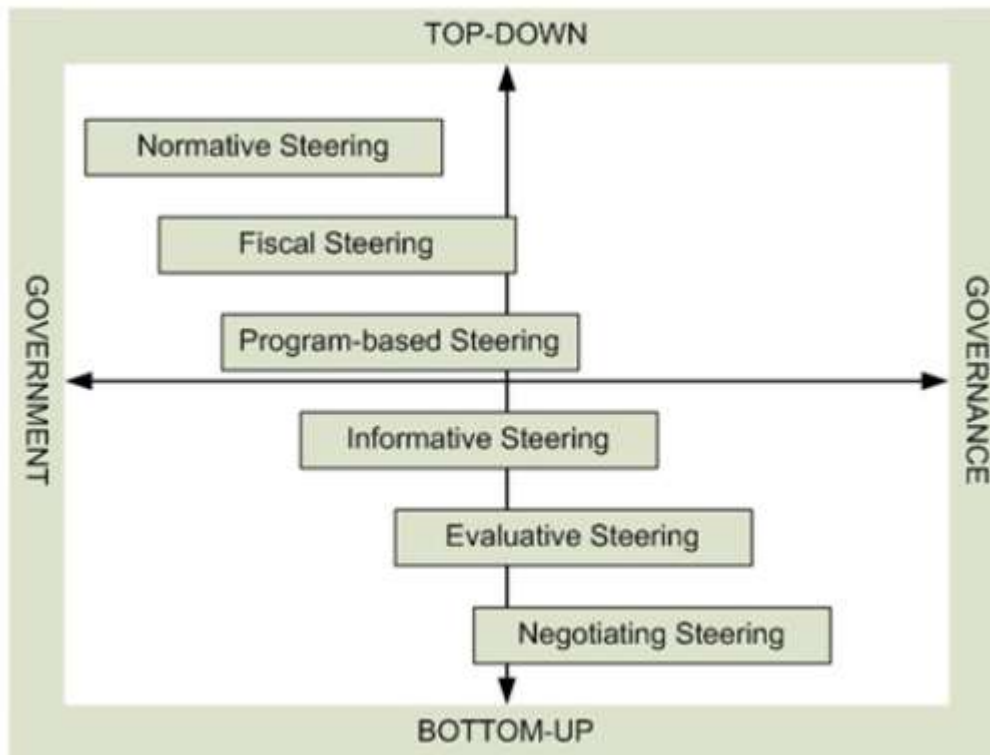 TOP-DOWN
Normative Steering
Fiscal Steering
GOVERNMENT
GOVERNANCE
Program-based Steering
Informative Steering
Evaluative Steering
Negotiating Steering
BOTTOM-UP